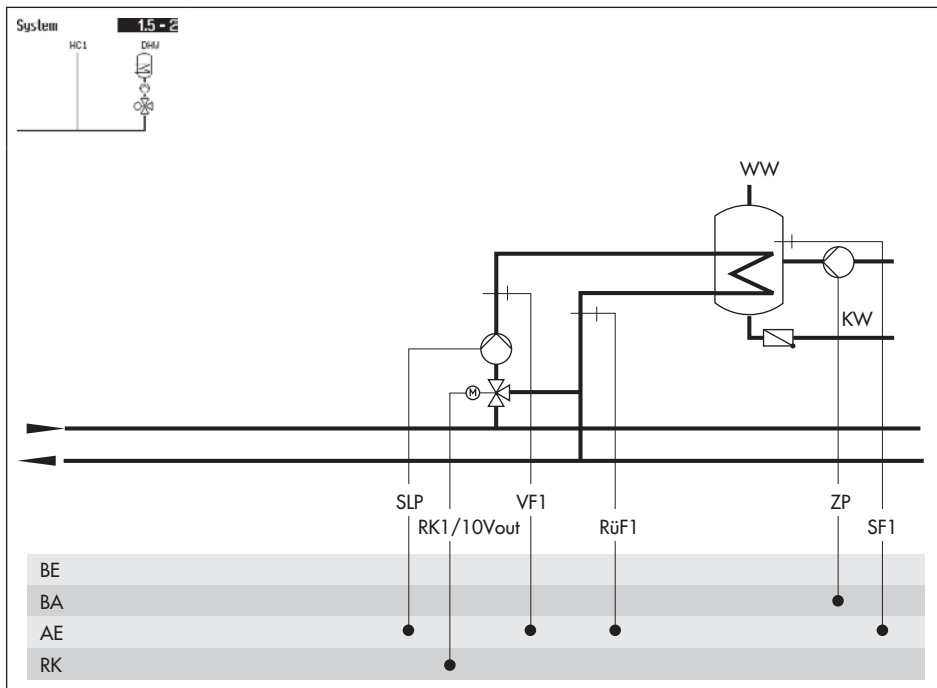 System 1.5 - 2
HC1 DHW
WW
KW
M
SLP VF1 ZP
RK1/10Vout RüF1 SF1
BE
BA
AE
RK